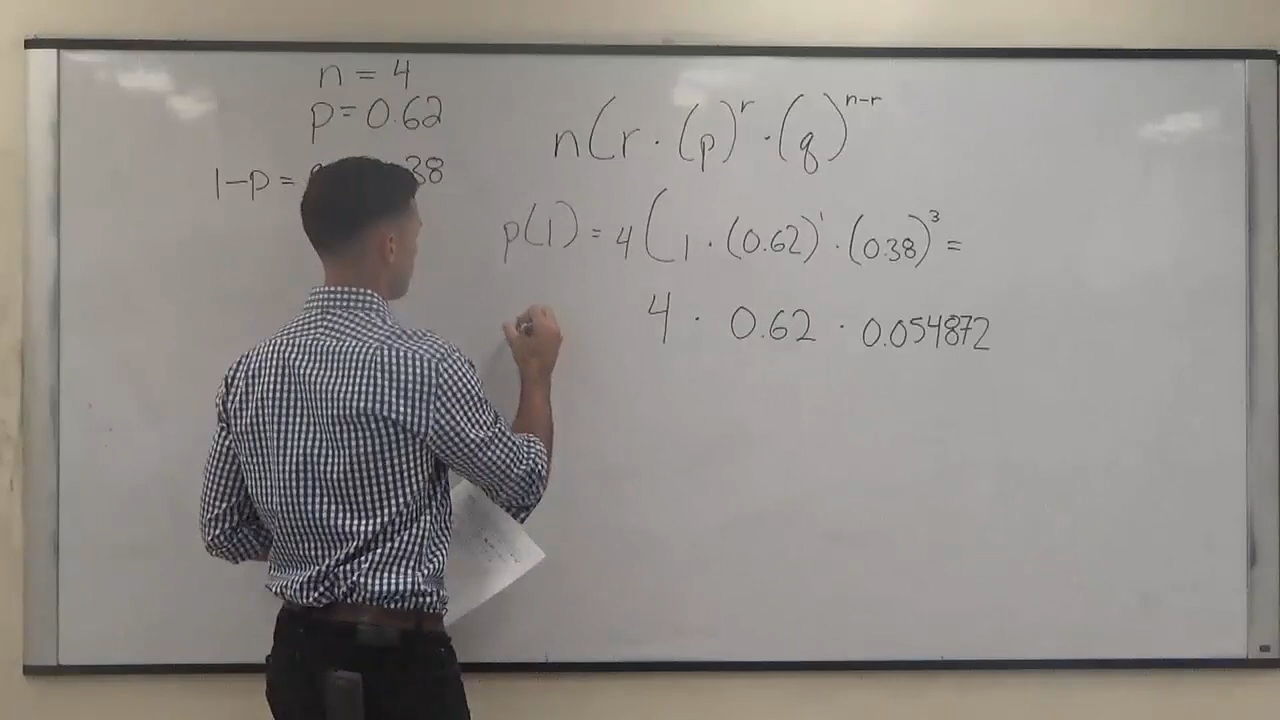 n = 4
p = 0.62
1-p = 38
n(r · (p)^r · (q)^n-r
p(1) = 4(1 · (0.62)^1 · (0.38)^3 =
4 · 0.62 · 0.054872